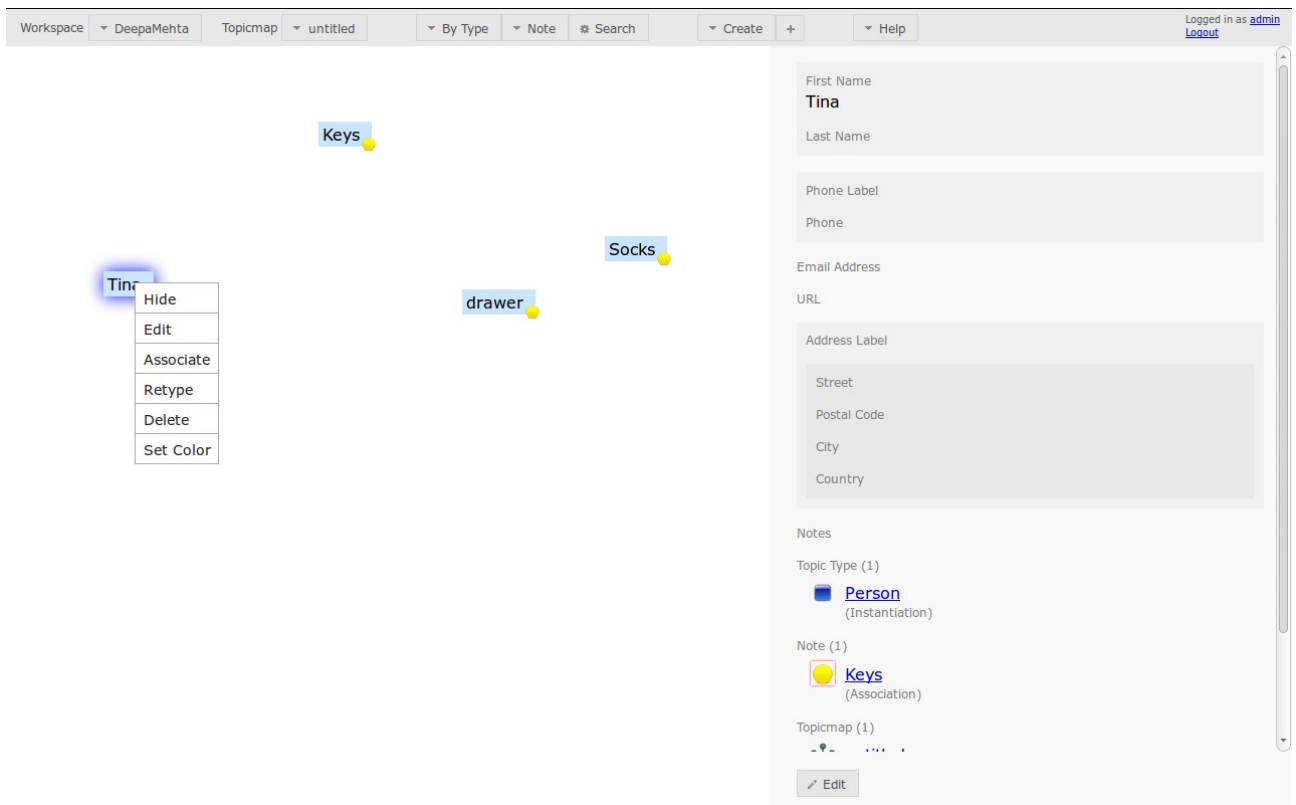 Workspace DeepaMehta Topicmap untitled By Type Note Search Create + Help
Logged in as admin
Logout
Keys
Socks
Tina
drawer
Hide
Edit
Associate
Retype
Delete
Set Color
First Name
Tina
Last Name
Phone Label
Phone
Email Address
URL
Address Label
Street
Postal Code
City
Country
Notes
Topic Type (1)
Person
(Instantiation)
Note (1)
Keys
(Association)
Topicmap (1)
Edit